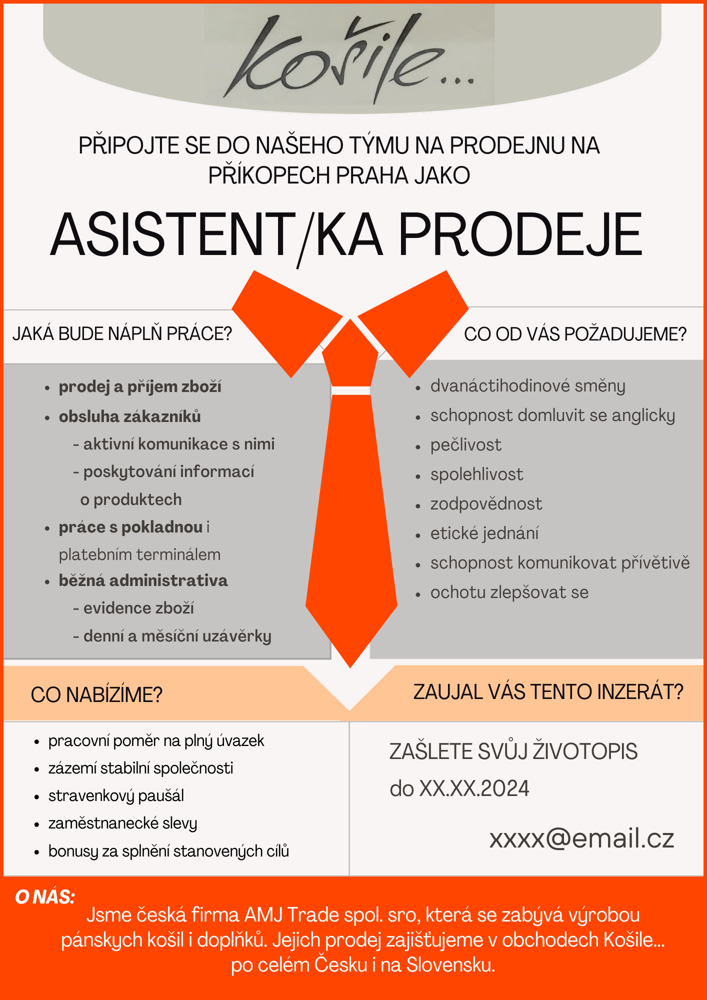 košile...
PŘIPOJTE SE DO NAŠEHO TÝMU NA PRODEJNU NA
PŘÍKOPECH PRAHA JAKO
ASISTENT/KA PRODEJE
JAKÁ BUDE NÁPLŇ PRÁCE?
• prodej a příjem zboží
• obsluha zákazníků
- aktivní komunikace s nimi
- poskytování informací
o produktech
• práce s pokladnou i
platebním terminálem
• běžná administrativa
- evidence zboží
- denní a měsíční uzávěrky
CO OD VÁS POŽADUJEME?
• dvanáctihodinové směny
• schopnost domluvit se anglicky
• pečlivost
• spolehlivost
• zodpovědnost
• etické jednání
• schopnost komunikovat přívětivě
• ochotu zlepšovat se
CO NABÍZÍME?
• pracovní poměr na plný úvazek
• zázemí stabilní společnosti
• stravenkový paušál
• zaměstnanecké slevy
• bonusy za splnění stanovených cílů
ZAUJAL VÁS TENTO INZERÁT?
ZAŠLETE SVŮJ ŽIVOTOPIS
do XX.XX.2024
xxxx@email.cz
O NÁS:
Jsme česká firma AMJ Trade spol. sro, která se zabývá výrobou
pánskych košil i doplňků. Jejich prodej zajišťujeme v obchodech Košile...
po celém Česku i na Slovensku.